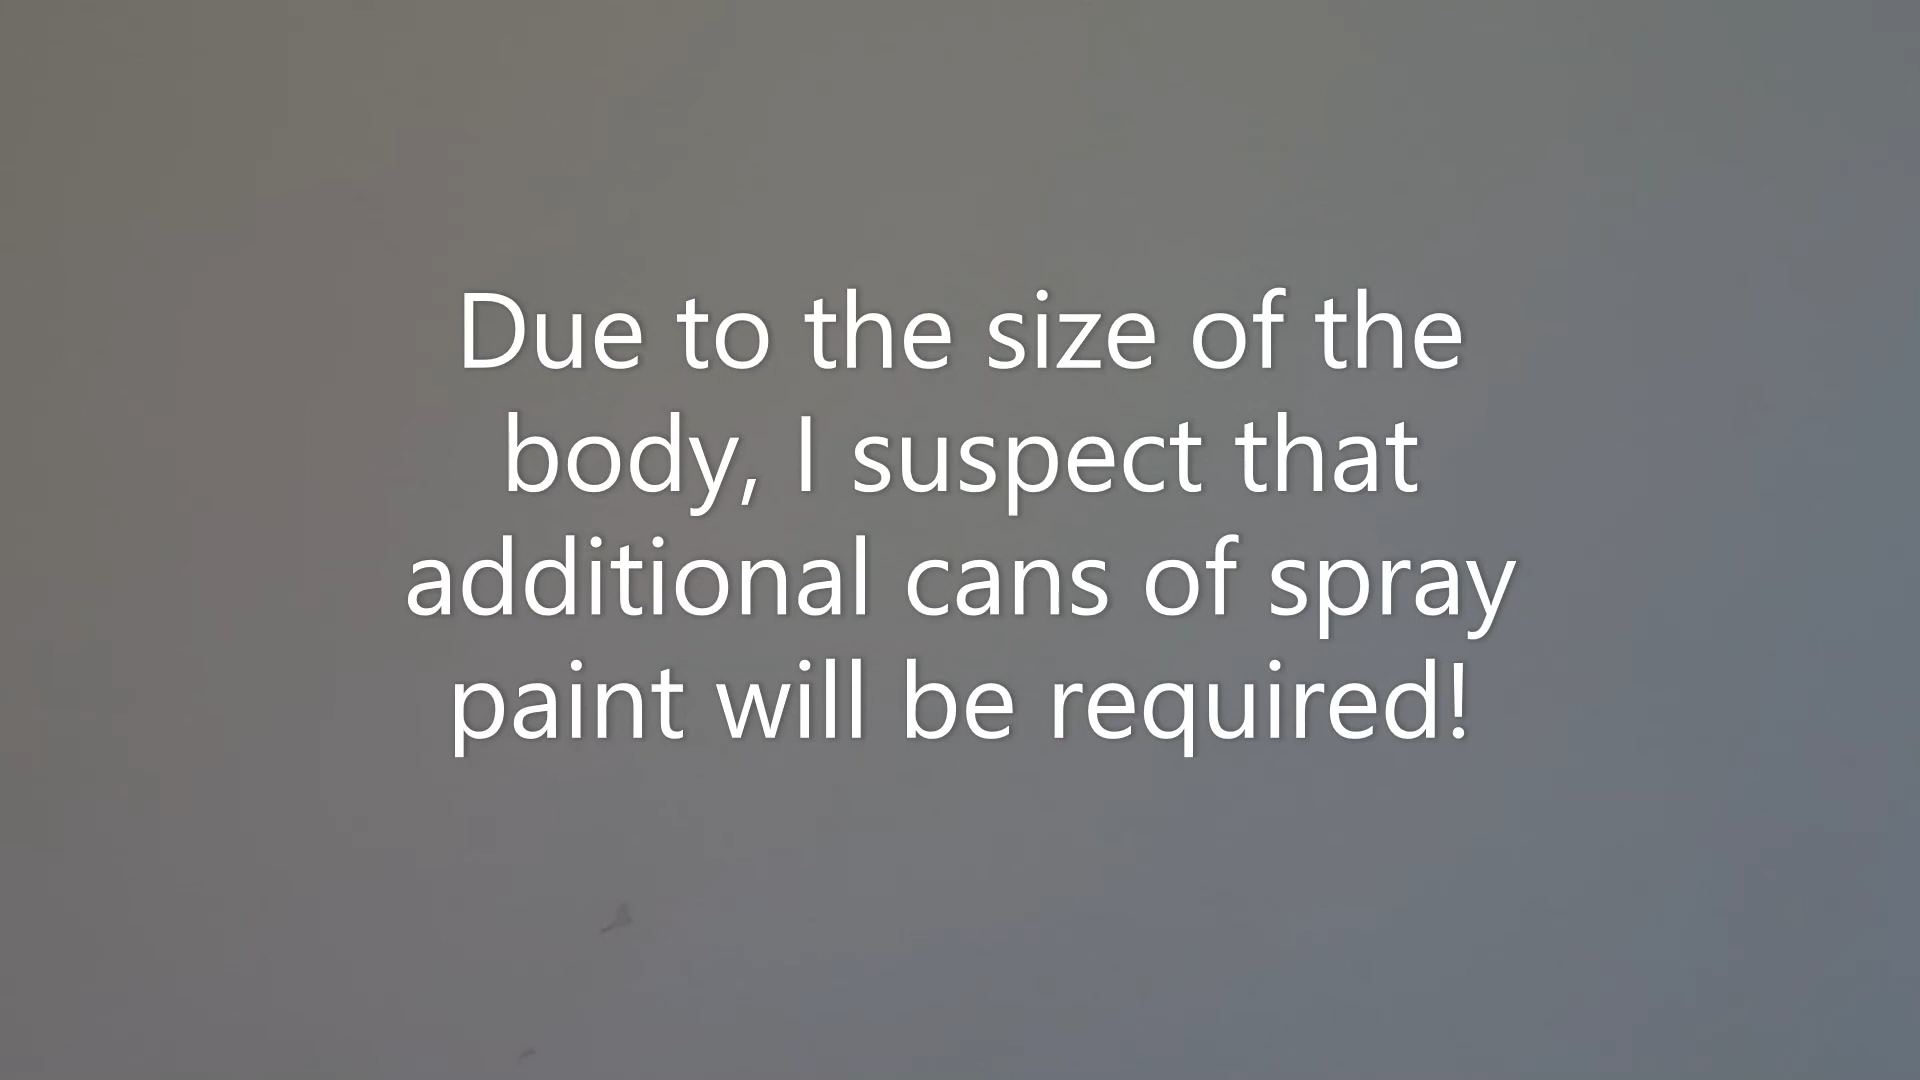 Due to the size of the
body, I suspect that
additional cans of spray
paint will be required!